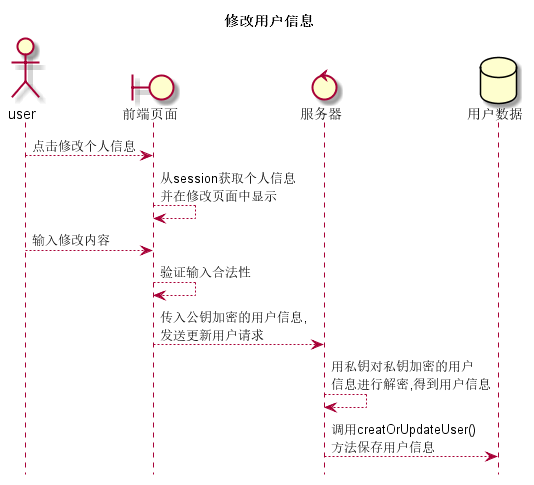 修改用户信息
user
前端页面
服务器
用户数据
点击修改个人信息
从session获取个人信息
并在修改页面中显示
输入修改内容
验证输入合法性
传入公钥加密的用户信息,
发送更新用户请求
用私钥对私钥加密的用户
信息进行解密,得到用户信息
调用creatOrUpdateUser()
方法保存用户信息